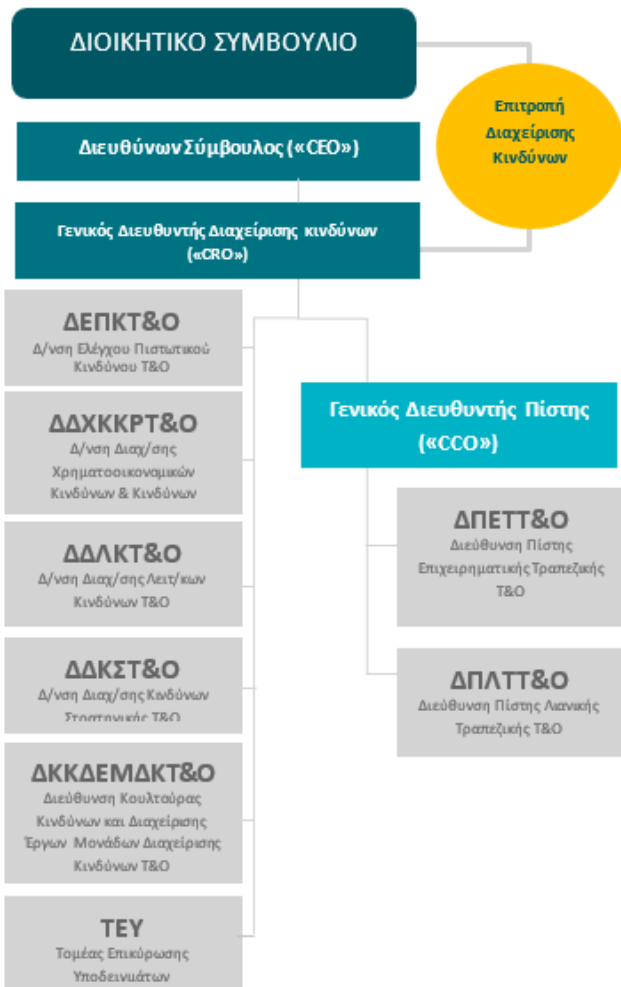 ΔΙΟΙΚΗΤΙΚΟ ΣΥΜΒΟΥΛΙΟ
Επιτροπή
Διαχείρισης
Κινδύνων
Διευθύνων Σύμβουλος («CEO»)
Γενικός Διευθυντής Διαχείρισης κινδύνων
(«CRO»)
ΔΕΠΚΤ&Ο
Δ/νση Ελέγχου Πιστωτικού
Κινδύνου Τ&Ο
ΔΔΧΚΚΡΤ&Ο
Δ/νση Διαχ/σης
Χρηματοοικονομικών
Κινδύνων & Κινδύνων
ΔΔΛΚΤ&Ο
Δ/νση Διαχ/σης Λειτ/κων
Κινδύνων Τ&Ο
ΔΔΚΣΤ&Ο
Δ/νση Διαχ/σης Κινδύνων
Στρατηγικής Τ&Ο
ΔΚΚΔΕΜΔΚΤ&Ο
Διεύθυνση Κουλτούρας
Κινδύνων και Διαχείρισης
Έργων Μονάδων Διαχείρισης
Κινδύνων Τ&Ο
ΤΕΥ
Τομέας Επικύρωσης
Υποδειγμάτων
Γενικός Διευθυντής Πίστης
(«CCO»)
ΔΠΕΤΤ&Ο
Διεύθυνση Πίστης
Επιχειρηματικής Τραπεζικής
Τ&Ο
ΔΠΛΤΤ&Ο
Διεύθυνση Πίστης Λιανικής
Τραπεζικής Τ&Ο